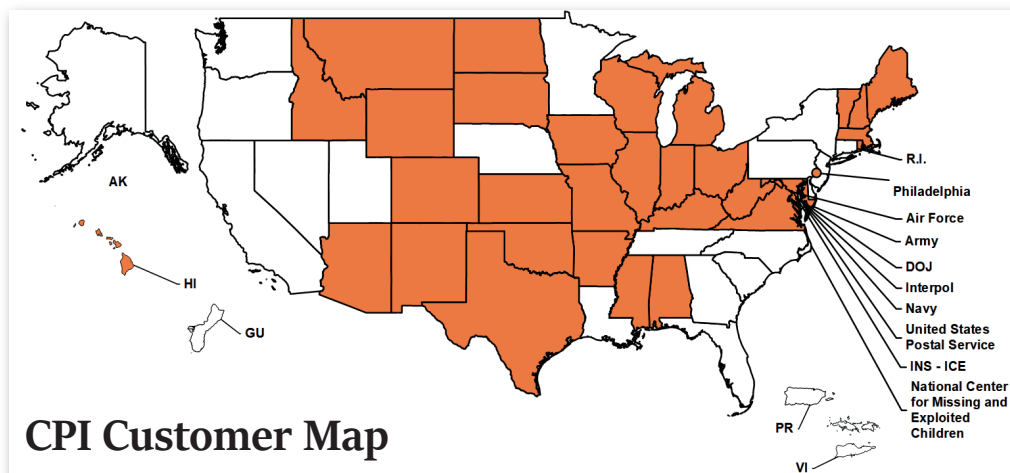 AK
HI
GU
R.I.
Philadelphia
Air Force
Army
DOJ
Interpol
Navy
United States
Postal Service
INS - ICE
National Center
for Missing and
Exploited
Children
PR
VI
CPI Customer Map